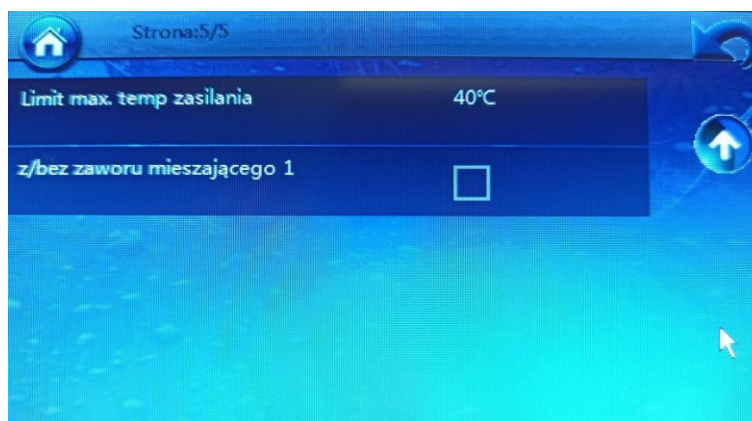 Strona:5/5
Limit max. temp zasilania 40℃
z/bez zaworu mieszającego 1